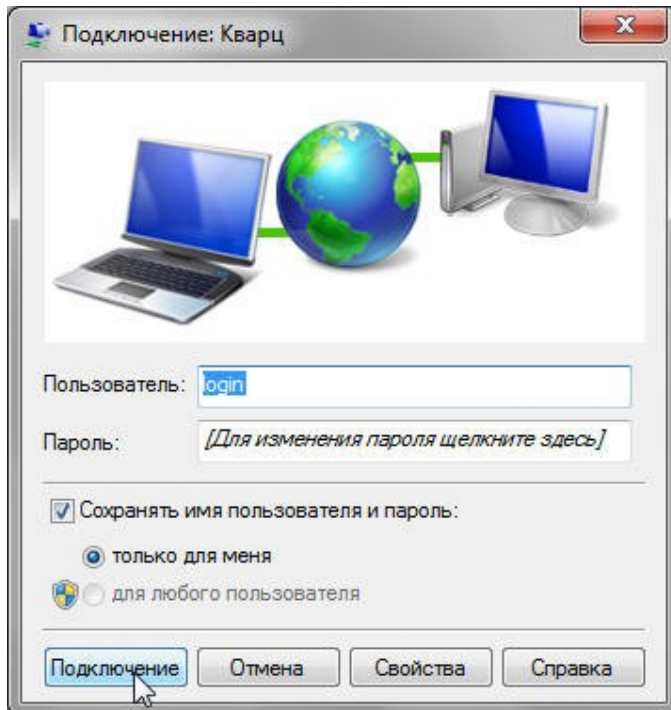 Подключение: Кварц
Пользователь: login
Пароль: [Для изменения пароля щелкните здесь]
Сохранять имя пользователя и пароль:
только для меня
для любого пользователя
Подключение Отмена Свойства Справка